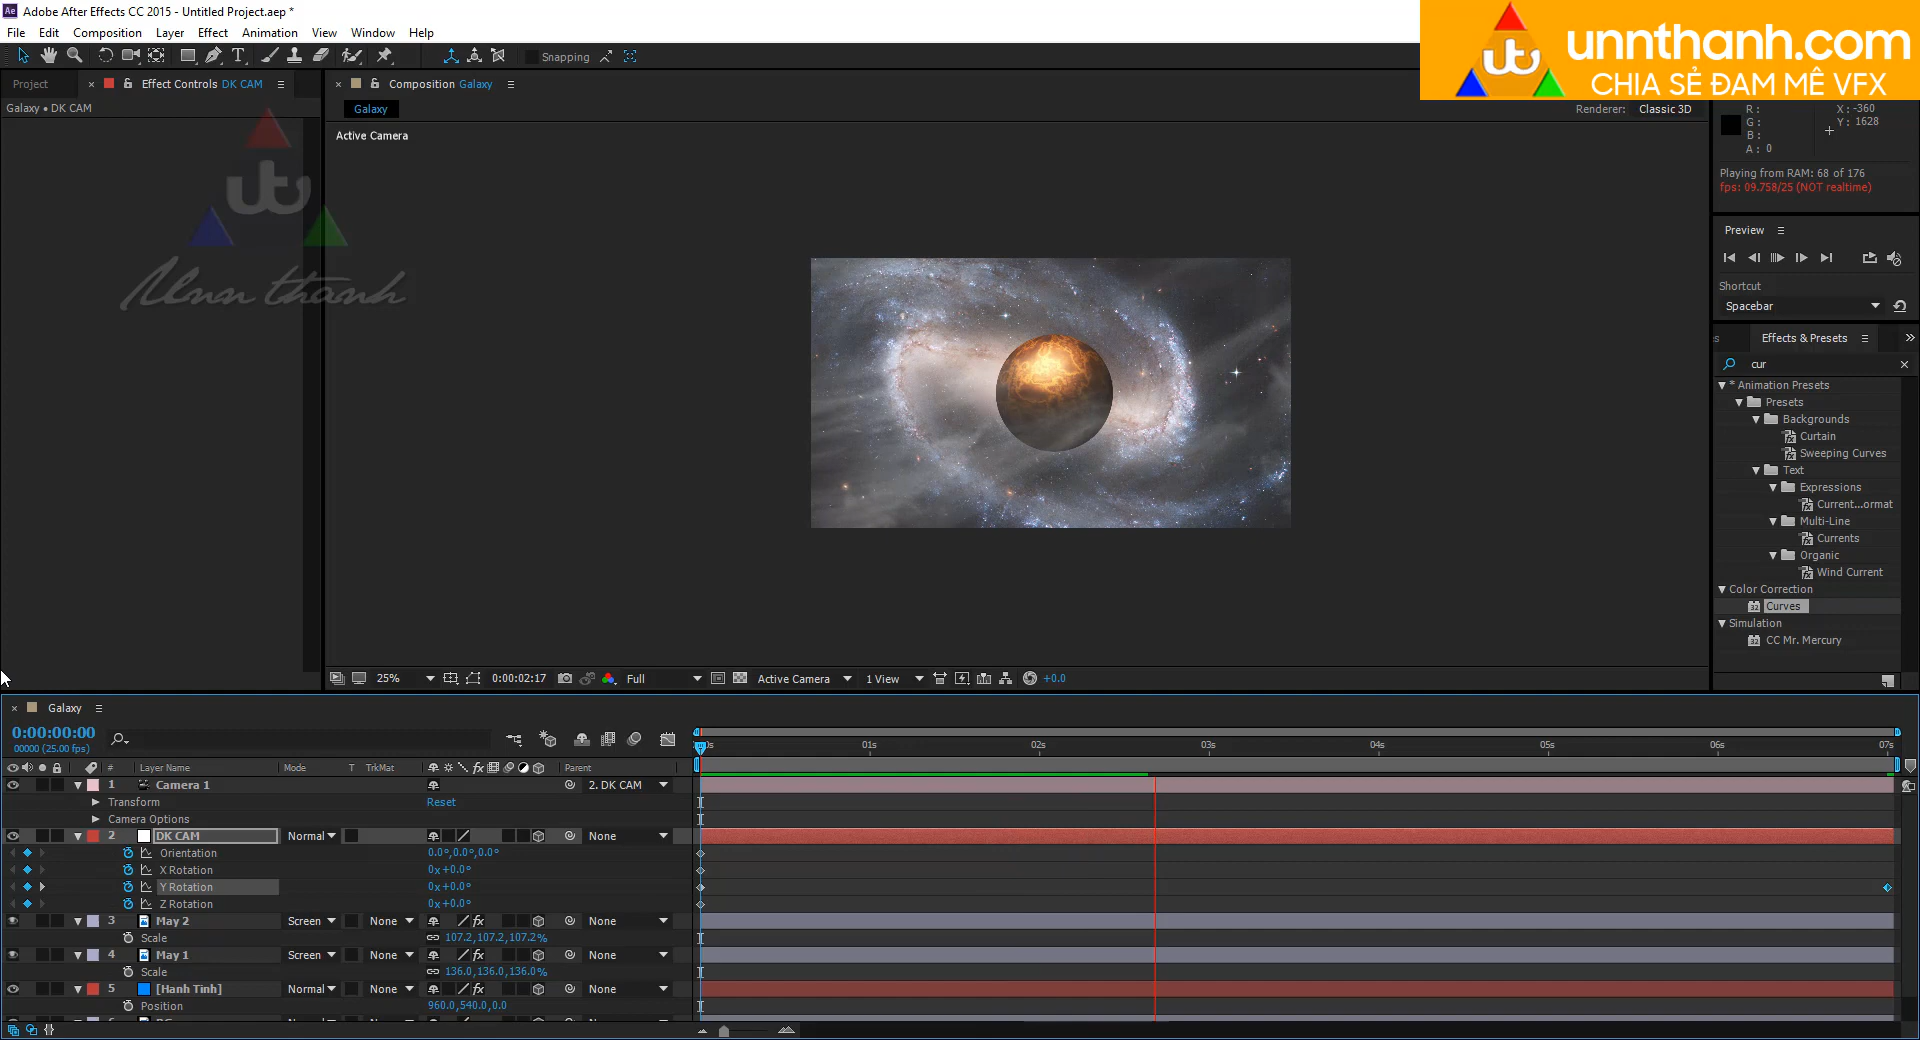 Ae Adobe After Effects CC 2015 - Untitled Project.aep *
File Edit Composition Layer Effect Animation View Window Help
Snapping
unnthanh.com
CHIA SẺ ĐAM MÊ VFX
ut
Project
Effect Controls DK CAM
Galaxy • DK CAM
ut
Unn thanh
Composition Galaxy
Galaxy
Renderer: Classic 3D
Active Camera
R :
G :
B :
A : 0
X : -360
Y : 1628
Playing from RAM: 68 of 176
fps: 09.758/25 (NOT realtime)
Preview
Shortcut
Spacebar
Effects & Presets
cur
* Animation Presets
Presets
Backgrounds
Curtain
Sweeping Curves
Text
Expressions
Current...ormat
Multi-Line
Currents
Organic
Wind Current
Color Correction
Curves
Simulation
CC Mr. Mercury
25% 0:00:02:17 Full Active Camera 1 View +0.0
Galaxy
0:00:00:00
00000 (25.00 fps)
01s 02s 03s 04s 05s 06s 07s
# Layer Name Mode T TrkMat Parent
1 Camera 1 2. DK CAM
Transform Reset
Camera Options
2 DK CAM Normal None
Orientation 0.0°,0.0°,0.0°
X Rotation 0x+0.0°
Y Rotation 0x+0.0°
Z Rotation 0x+0.0°
3 May 2 Screen None fx None
Scale 107.2,107.2,107.2%
4 May 1 Screen None fx None
Scale 136.0,136.0,136.0%
5 [Hanh Tinh] Normal None fx None
Position 960.0,540.0,0.0